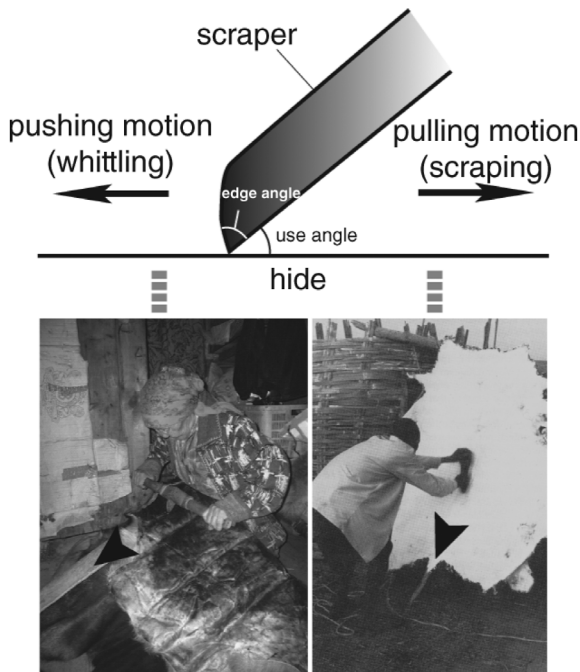 scraper
pushing motion
(whittling)
pulling motion
(scraping)
edge angle
use angle
hide